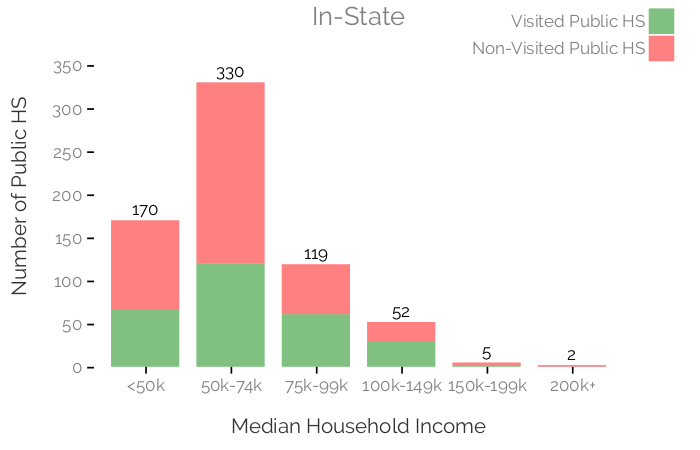 In-State
Visited Public HS
Non-Visited Public HS
Number of Public HS
350
300
250
200
150
100
50
0
170
330
119
52
5
2
<50k
50k-74k
75k-99k
100k-149k
150k-199k
200k+
Median Household Income